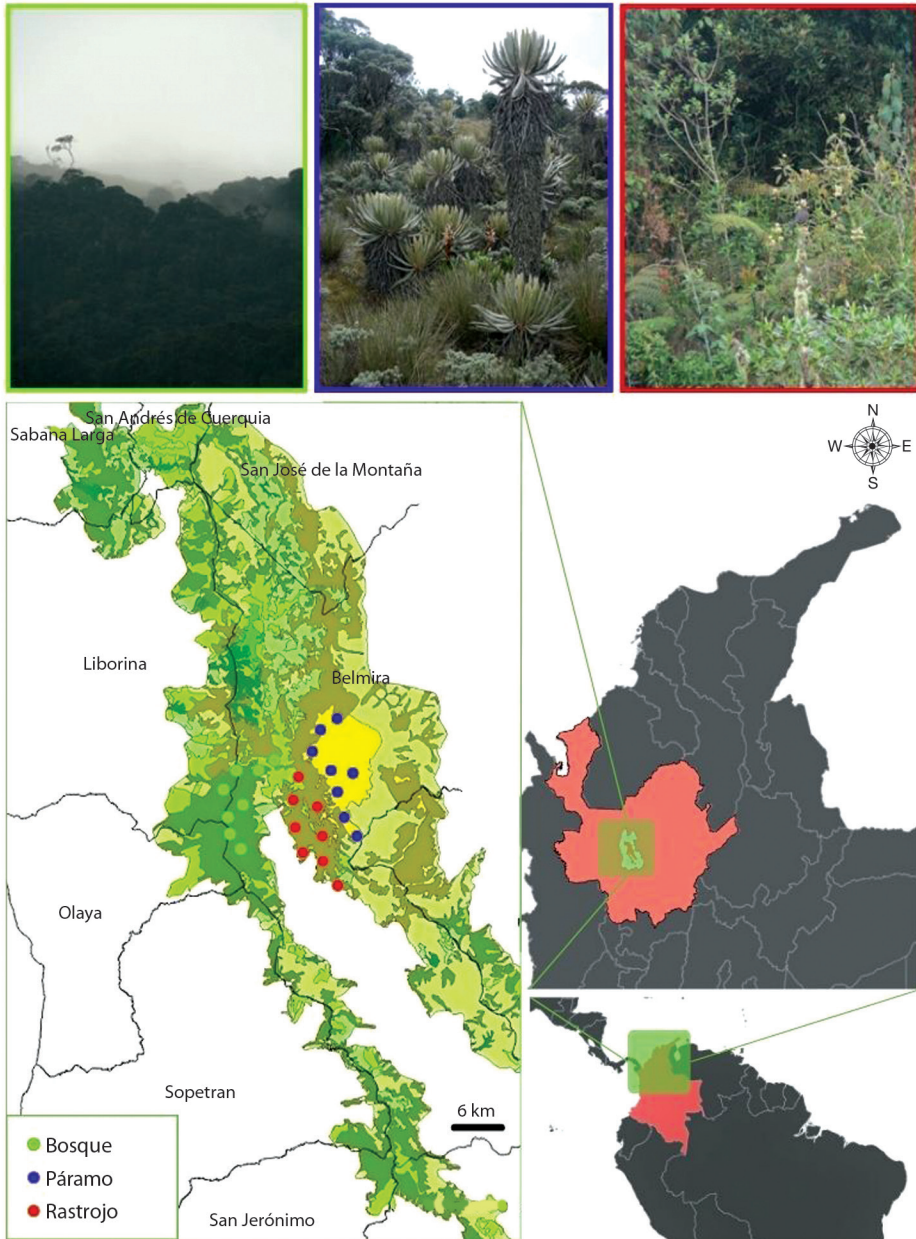 San Andrés de Cuerquia
Sabana Larga
San José de la Montaña
Liborina
Belmira
Olaya
Sopetran
6 km
San Jerónimo
Bosque
Páramo
Rastrojo
N
W
E
S